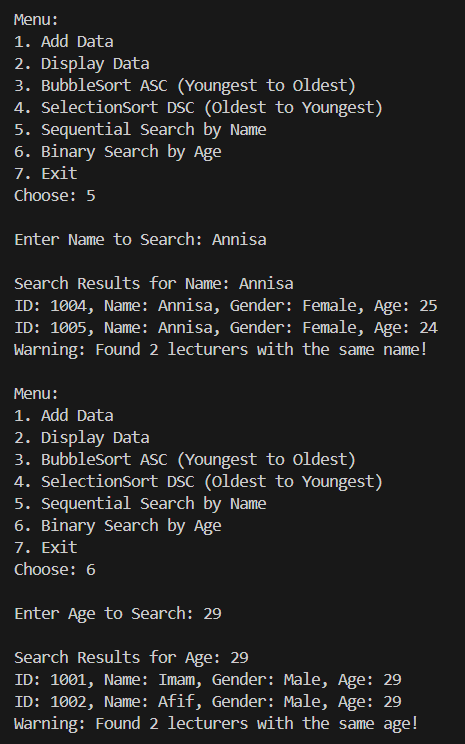 Menu:
1. Add Data
2. Display Data
3. BubbleSort ASC (Youngest to Oldest)
4. SelectionSort DSC (Oldest to Youngest)
5. Sequential Search by Name
6. Binary Search by Age
7. Exit
Choose: 5
Enter Name to Search: Annisa
Search Results for Name: Annisa
ID: 1004, Name: Annisa, Gender: Female, Age: 25
ID: 1005, Name: Annisa, Gender: Female, Age: 24
Warning: Found 2 lecturers with the same name!
Menu:
1. Add Data
2. Display Data
3. BubbleSort ASC (Youngest to Oldest)
4. SelectionSort DSC (Oldest to Youngest)
5. Sequential Search by Name
6. Binary Search by Age
7. Exit
Choose: 6
Enter Age to Search: 29
Search Results for Age: 29
ID: 1001, Name: Imam, Gender: Male, Age: 29
ID: 1002, Name: Afif, Gender: Male, Age: 29
Warning: Found 2 lecturers with the same age!